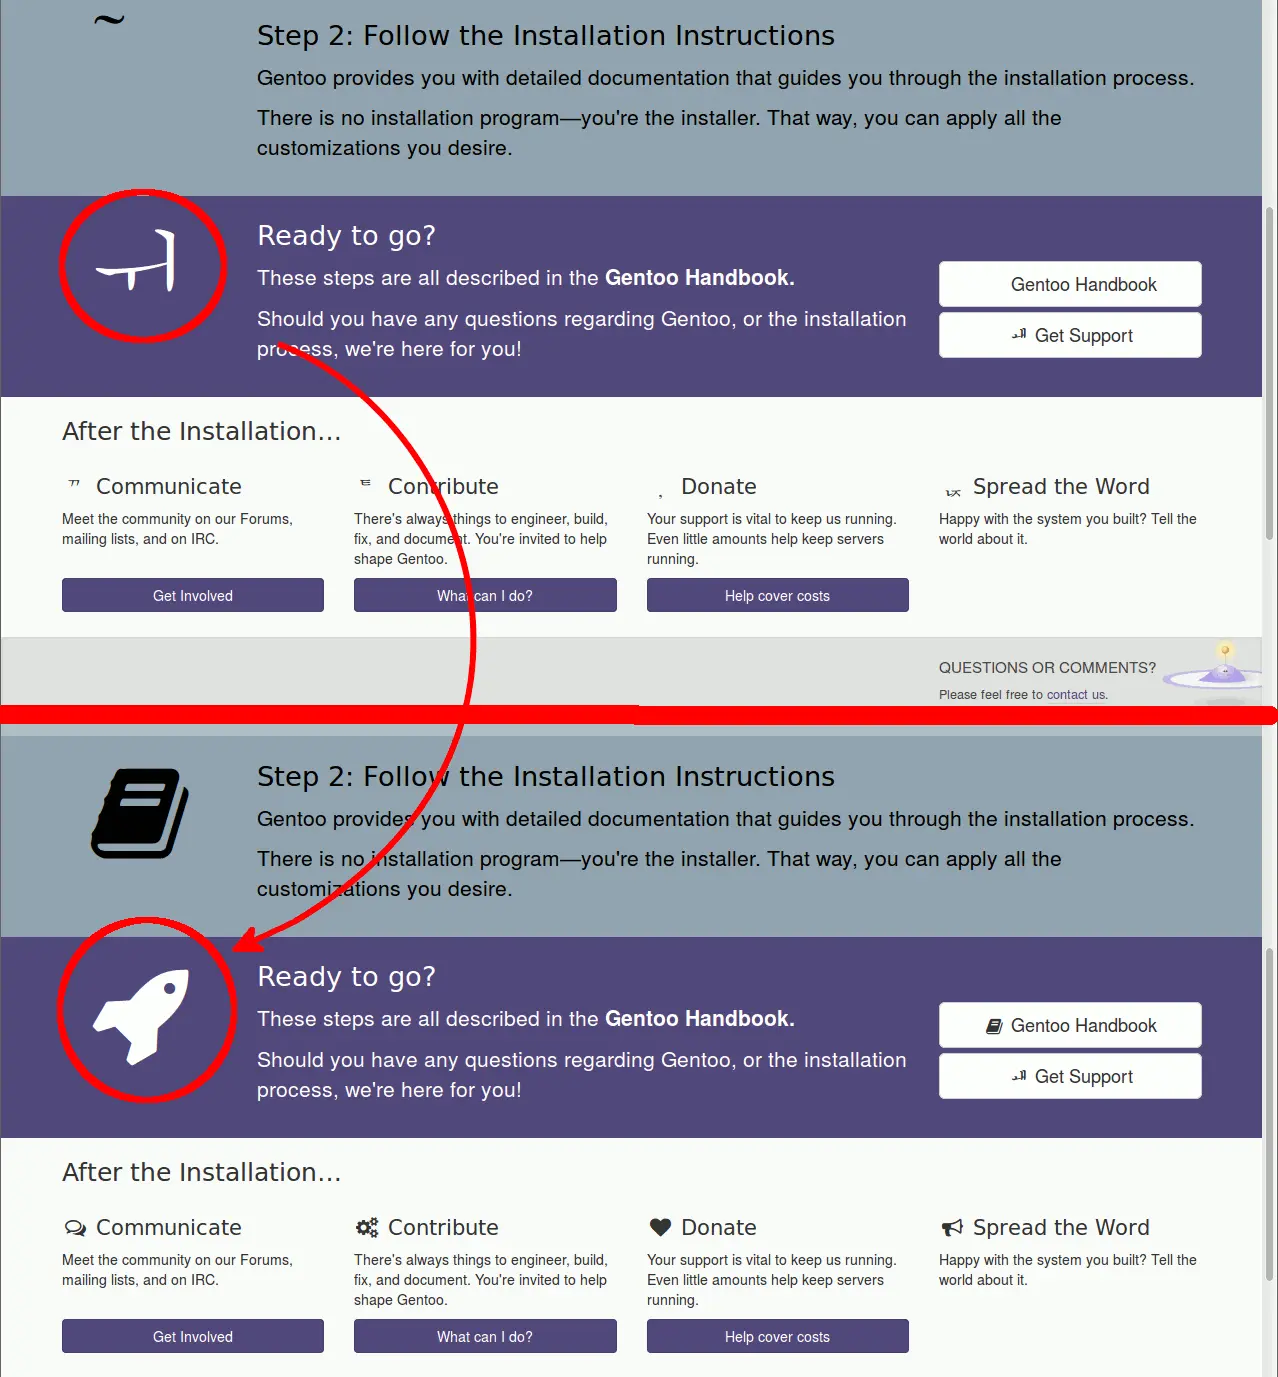 Step 2: Follow the Installation Instructions
Gentoo provides you with detailed documentation that guides you through the installation process.
There is no installation program—you're the installer. That way, you can apply all the
customizations you desire.
Ready to go?
These steps are all described in the Gentoo Handbook.
Should you have any questions regarding Gentoo, or the installation
process, we're here for you!
Gentoo Handbook
Get Support
After the Installation...
Communicate
Meet the community on our Forums,
mailing lists, and on IRC.
Get Involved
Contribute
There's always things to engineer, build,
fix, and document. You're invited to help
shape Gentoo.
What can I do?
Donate
Your support is vital to keep us running.
Even little amounts help keep servers
running.
Help cover costs
Spread the Word
Happy with the system you built? Tell the
world about it.
QUESTIONS OR COMMENTS?
Please feel free to contact us.
Step 2: Follow the Installation Instructions
Gentoo provides you with detailed documentation that guides you through the installation process.
There is no installation program—you're the installer. That way, you can apply all the
customizations you desire.
Ready to go?
These steps are all described in the Gentoo Handbook.
Should you have any questions regarding Gentoo, or the installation
process, we're here for you!
Gentoo Handbook
Get Support
After the Installation...
Communicate
Meet the community on our Forums,
mailing lists, and on IRC.
Get Involved
Contribute
There's always things to engineer, build,
fix, and document. You're invited to help
shape Gentoo.
What can I do?
Donate
Your support is vital to keep us running.
Even little amounts help keep servers
running.
Help cover costs
Spread the Word
Happy with the system you built? Tell the
world about it.